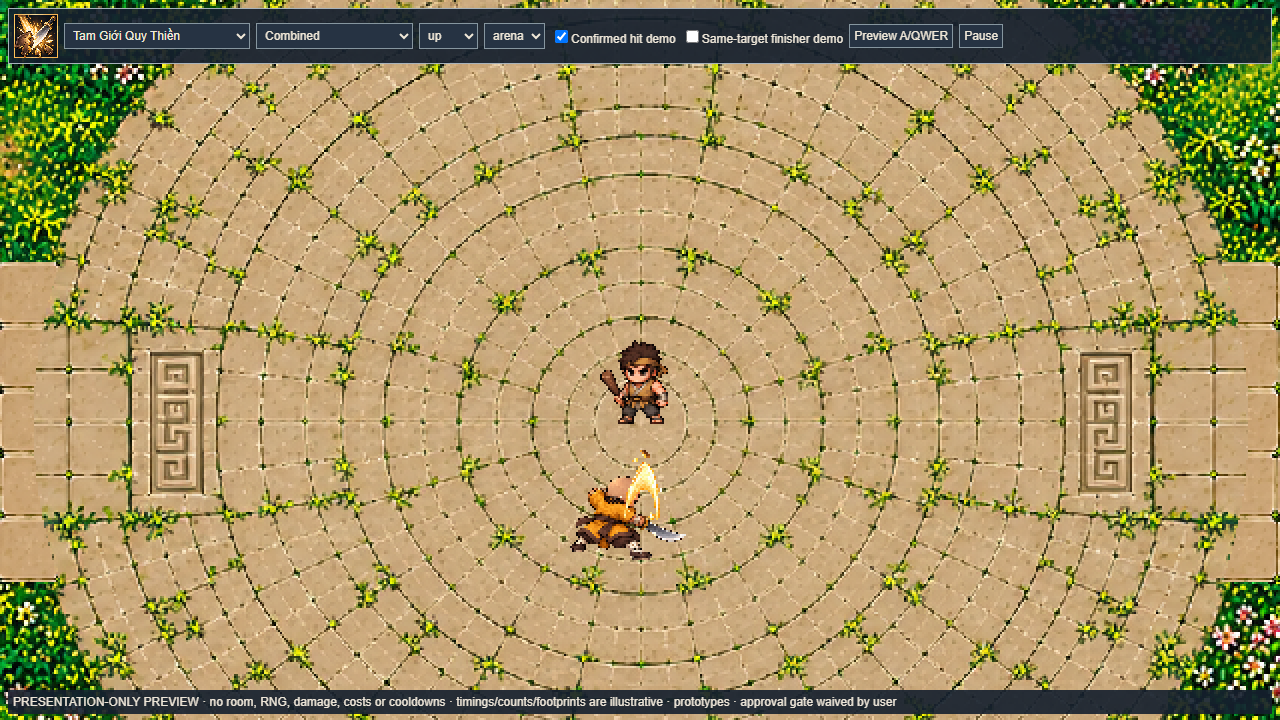 Tam Giới Quy Thiền Combined up arena Confirmed hit demo Same-target finisher demo Preview A/QWER Pause
PRESENTATION-ONLY PREVIEW · no room, RNG, damage, costs or cooldowns · timings/counts/footprints are illustrative · prototypes · approval gate waived by user